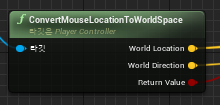 ConvertMouseLocationToWorldSpace
타깃은 Player Controller
타깃
World Location
World Direction
Return Value